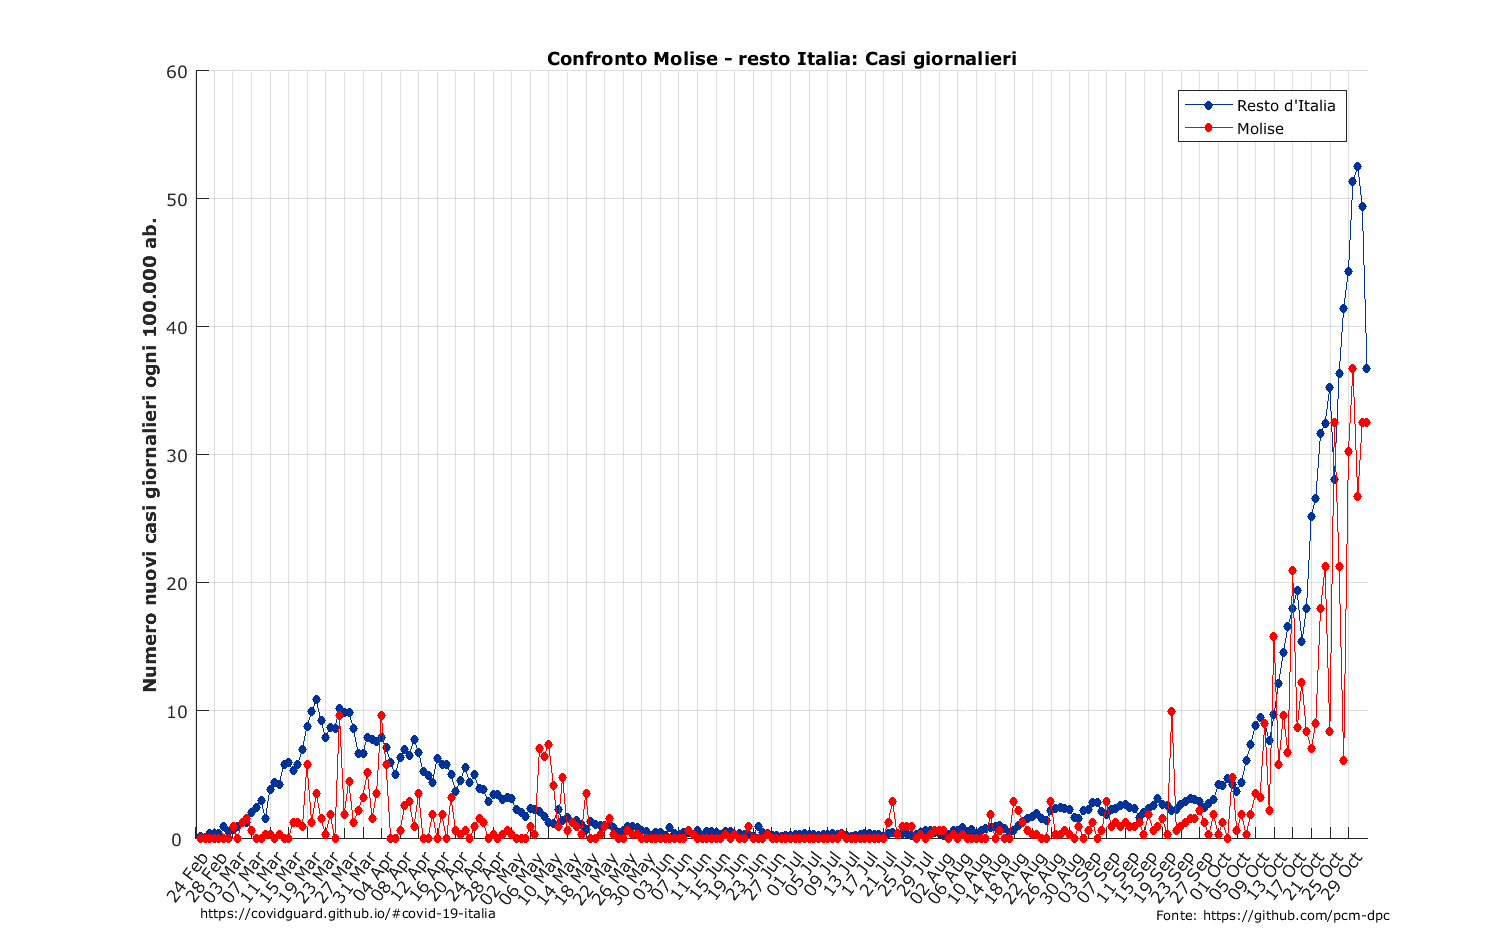 Confronto Molise - resto Italia: Casi giornalieri
Numero nuovi casi giornalieri ogni 100.000 ab.
60
50
40
30
20
10
0
Resto d'Italia
Molise
24 Feb
28 Feb
03 Mar
07 Mar
11 Mar
15 Mar
19 Mar
23 Mar
27 Mar
31 Mar
04 Apr
08 Apr
12 Apr
16 Apr
20 Apr
24 Apr
28 Apr
02 May
06 May
10 May
14 May
18 May
22 May
26 May
30 May
03 Jun
07 Jun
11 Jun
15 Jun
19 Jun
23 Jun
27 Jun
01 Jul
05 Jul
09 Jul
13 Jul
17 Jul
21 Jul
25 Jul
29 Jul
02 Aug
06 Aug
10 Aug
14 Aug
18 Aug
22 Aug
26 Aug
30 Aug
03 Sep
07 Sep
11 Sep
15 Sep
19 Sep
23 Sep
27 Sep
01 Oct
05 Oct
09 Oct
13 Oct
17 Oct
21 Oct
25 Oct
29 Oct
https://covidguard.github.io/#covid-19-italia
Fonte: https://github.com/pcm-dpc